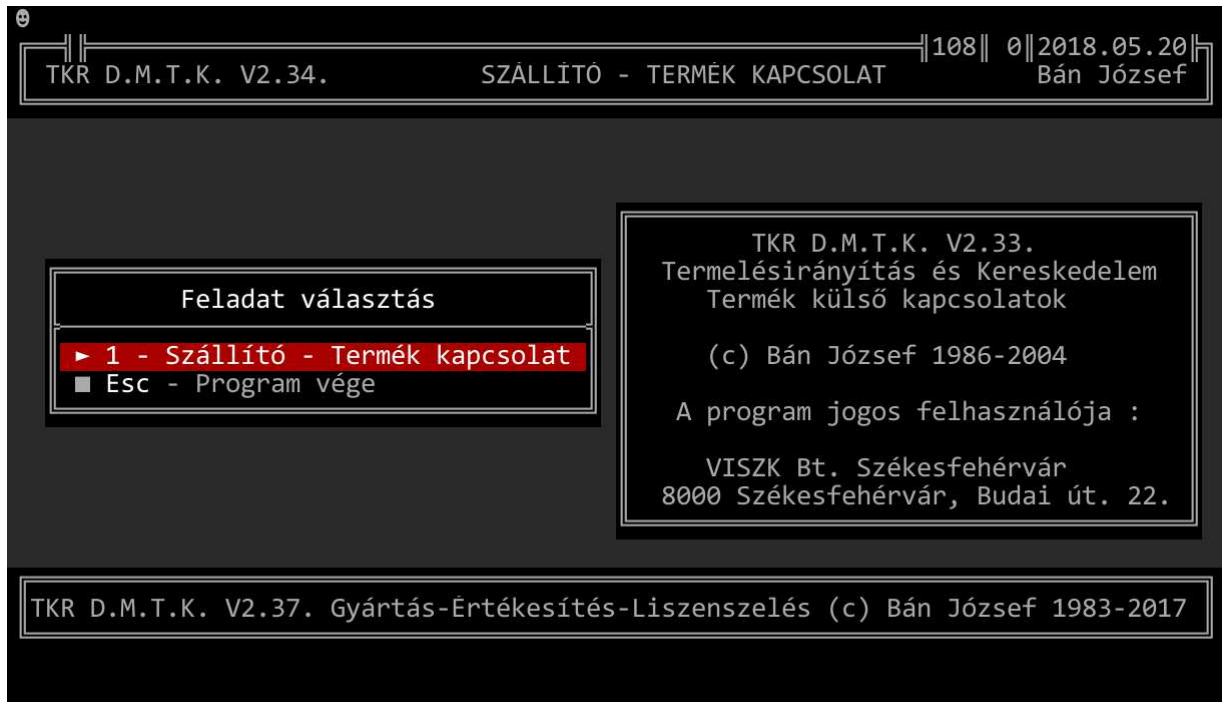 108 0 2018.05.20
TKR D.M.T.K. V2.34. SZÁLLÍTÓ - TERMÉK KAPCSOLAT Bán József
TKR D.M.T.K. V2.33.
Termelésirányítás és Kereskedelem
Termék külső kapcsolatok
(c) Bán József 1986-2004
A program jogos felhasználója :
VISZK Bt. Székesfehérvár
8000 Székesfehérvár, Budai út. 22.
Feladat választás
► 1 - Szállító - Termék kapcsolat
■ Esc - Program vége
TKR D.M.T.K. V2.37. Gyártás-Értékesítés-Liszenszelés (c) Bán József 1983-2017